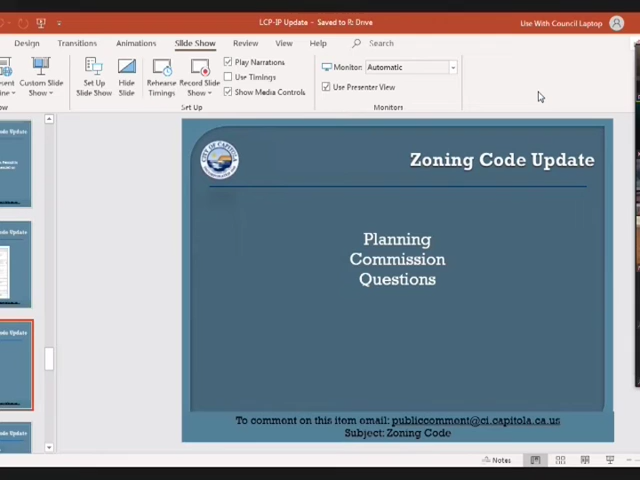 LCP-IP Update - Saved to R: Drive
Use With Council Laptop
Design Transitions Animations Slide Show Review View Help Search
Custom Slide Show
Set Up Slide Show
Hide Slide
Rehearse Timings
Record Slide Show
Play Narrations
Use Timings
Show Media Controls
Set Up
Monitor: Automatic
Use Presenter View
Monitors
CITY OF CAPITOLA
Zoning Code Update
Planning
Commission
Questions
To comment on this item email: publiccomment@ci.capitola.ca.us
Subject: Zoning Code
Notes